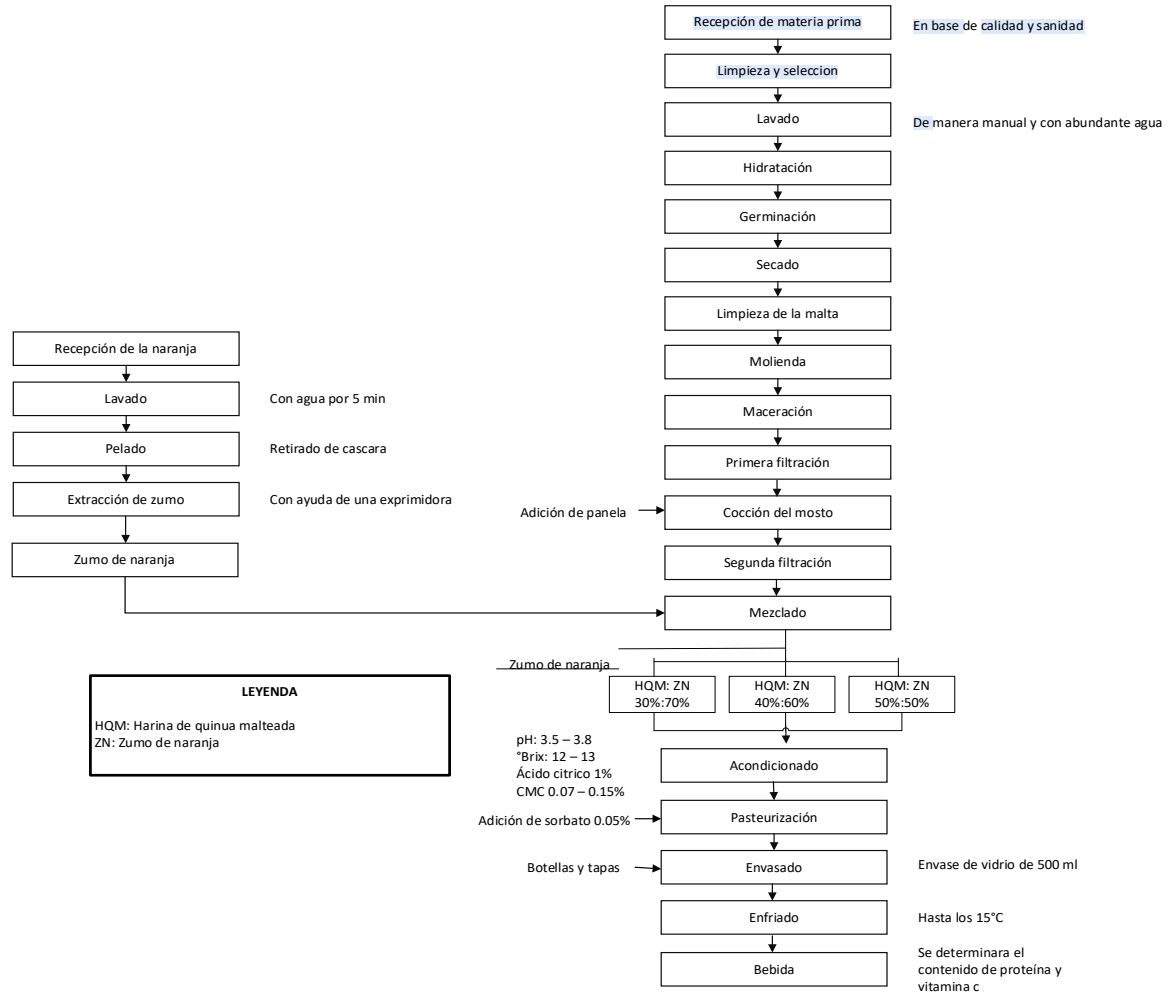 Recepción de materia prima
En base de calidad y sanidad
Limpieza y seleccion
Lavado
De manera manual y con abundante agua
Hidratación
Germinación
Secado
Limpieza de la malta
Molienda
Maceración
Primera filtración
Adición de panela
Cocción del mosto
Segunda filtración
Recepción de la naranja
Lavado
Con agua por 5 min
Pelado
Retirado de cascara
Extracción de zumo
Con ayuda de una exprimidora
Zumo de naranja
Mezclado
Zumo de naranja
HQM: ZN
30%:70%
HQM: ZN
40%:60%
HQM: ZN
50%:50%
LEYENDA
HQM: Harina de quinua malteada
ZN: Zumo de naranja
pH: 3.5 – 3.8
°Brix: 12 – 13
Ácido citrico 1%
CMC 0.07 – 0.15%
Acondicionado
Adición de sorbato 0.05%
Pasteurización
Botellas y tapas
Envasado
Envase de vidrio de 500 ml
Enfriado
Hasta los 15°C
Bebida
Se determinara el
contenido de proteína y
vitamina c